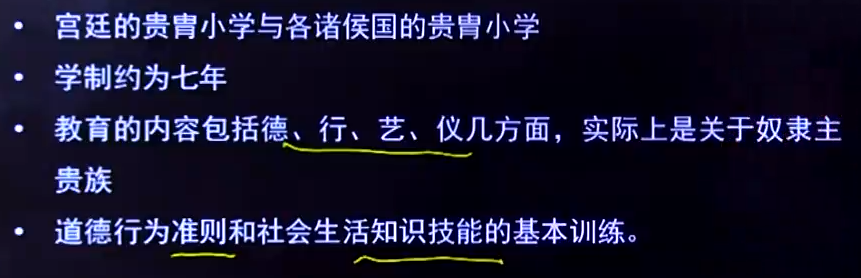 • 宫廷的贵胄小学与各诸侯国的贵胄小学
• 学制约为七年
• 教育的内容包括德、行、艺、仪几方面，实际上是关于奴隶主
贵族
• 道德行为准则和社会生活知识技能的基本训练。